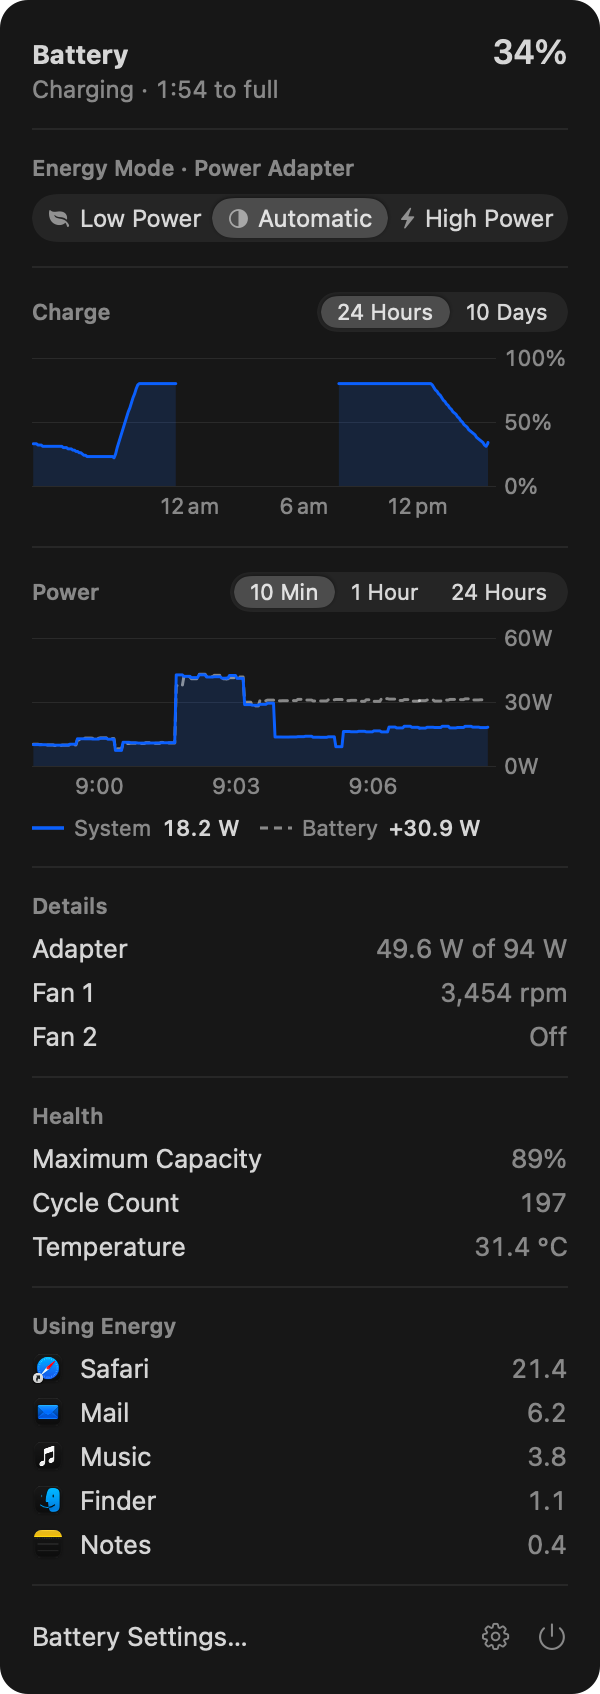 Battery 34%
Charging · 1:54 to full
Energy Mode · Power Adapter
Low Power Automatic High Power
Charge 24 Hours 10 Days
100%
50%
0%
12 am 6 am 12 pm
Power 10 Min 1 Hour 24 Hours
60W
30W
0W
9:00 9:03 9:06
System 18.2 W Battery +30.9 W
Details
Adapter 49.6 W of 94 W
Fan 1 3,454 rpm
Fan 2 Off
Health
Maximum Capacity 89%
Cycle Count 197
Temperature 31.4 °C
Using Energy
Safari 21.4
Mail 6.2
Music 3.8
Finder 1.1
Notes 0.4
Battery Settings...